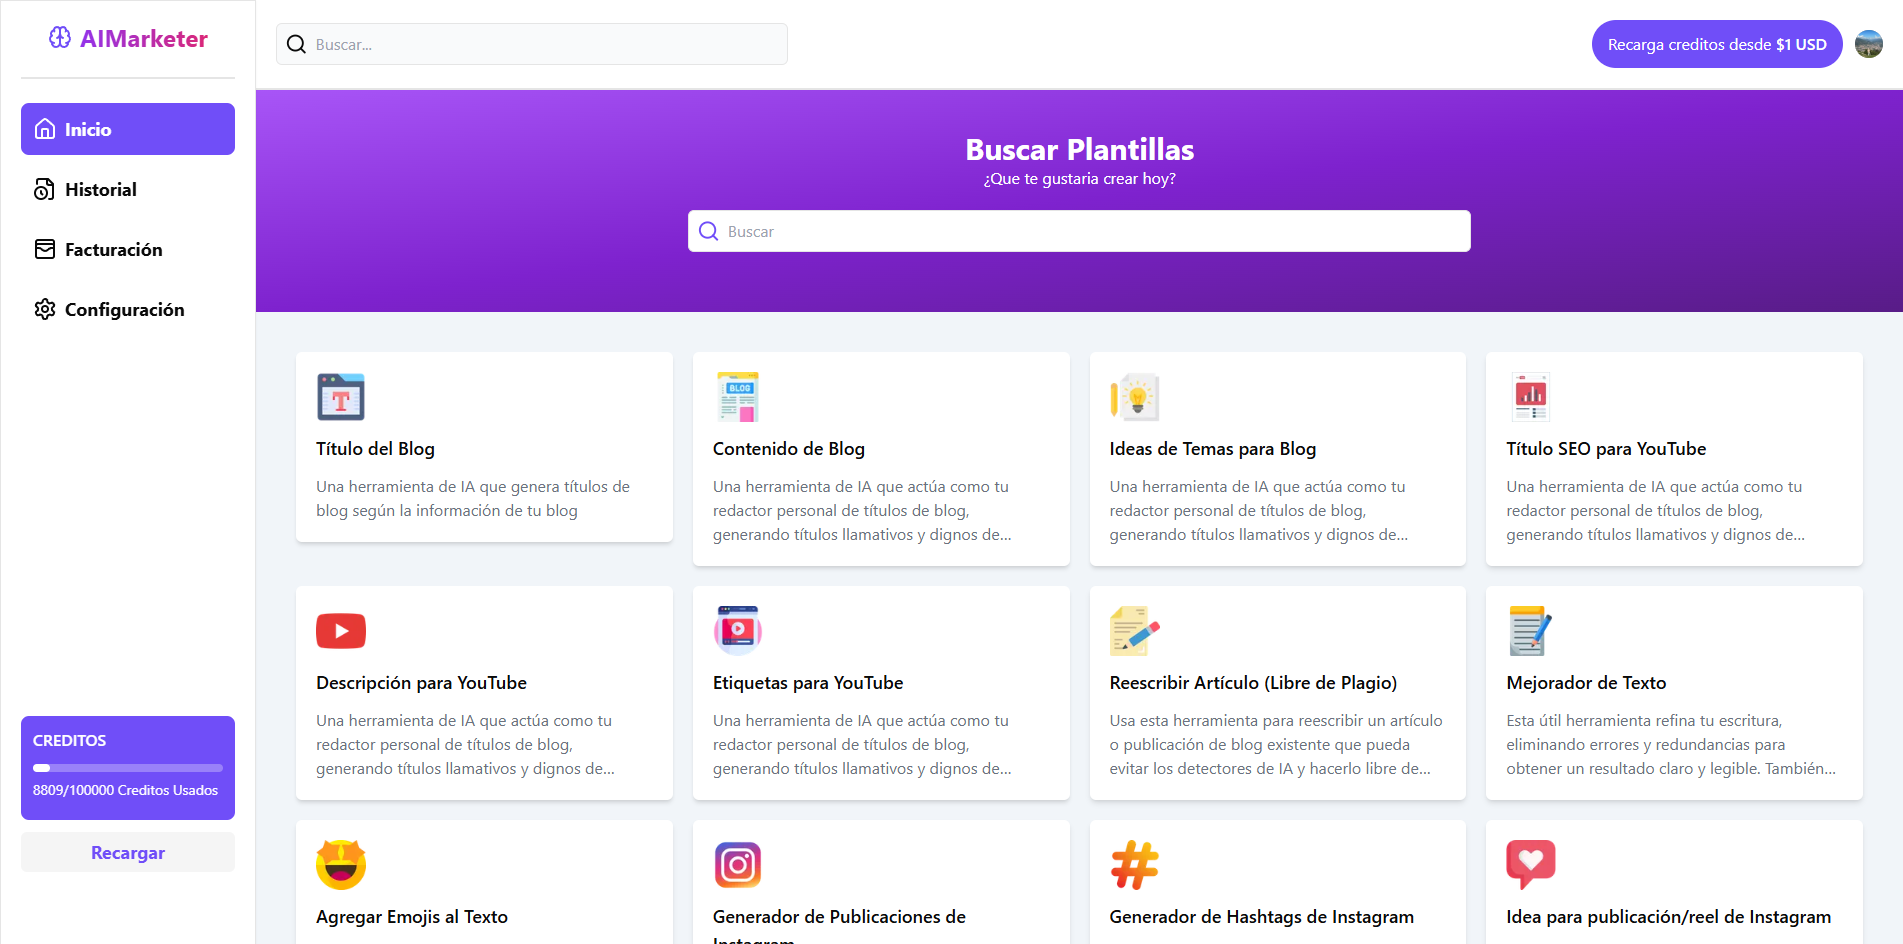 AIMarketer
Inicio
Historial
Facturación
Configuración
CREDITOS
8809/100000 Creditos Usados
Recargar
Buscar...
Recarga creditos desde $1 USD
Buscar Plantillas
¿Que te gustaria crear hoy?
Buscar
T
Título del Blog
Una herramienta de IA que genera títulos de
blog según la información de tu blog
BLOG
Contenido de Blog
Una herramienta de IA que actúa como tu
redactor personal de títulos de blog,
generando títulos llamativos y dignos de...
Ideas de Temas para Blog
Una herramienta de IA que actúa como tu
redactor personal de títulos de blog,
generando títulos llamativos y dignos de...
Título SEO para YouTube
Una herramienta de IA que actúa como tu
redactor personal de títulos de blog,
generando títulos llamativos y dignos de...
Descripción para YouTube
Una herramienta de IA que actúa como tu
redactor personal de títulos de blog,
generando títulos llamativos y dignos de...
Etiquetas para YouTube
Una herramienta de IA que actúa como tu
redactor personal de títulos de blog,
generando títulos llamativos y dignos de...
Reescribir Artículo (Libre de Plagio)
Usa esta herramienta para reescribir un artículo
o publicación de blog existente que pueda
evitar los detectores de IA y hacerlo libre de...
Mejorador de Texto
Esta útil herramienta refina tu escritura,
eliminando errores y redundancias para
obtener un resultado claro y legible. También...
Agregar Emojis al Texto
Generador de Publicaciones de
Instagram
#
Generador de Hashtags de Instagram
Idea para publicación/reel de Instagram